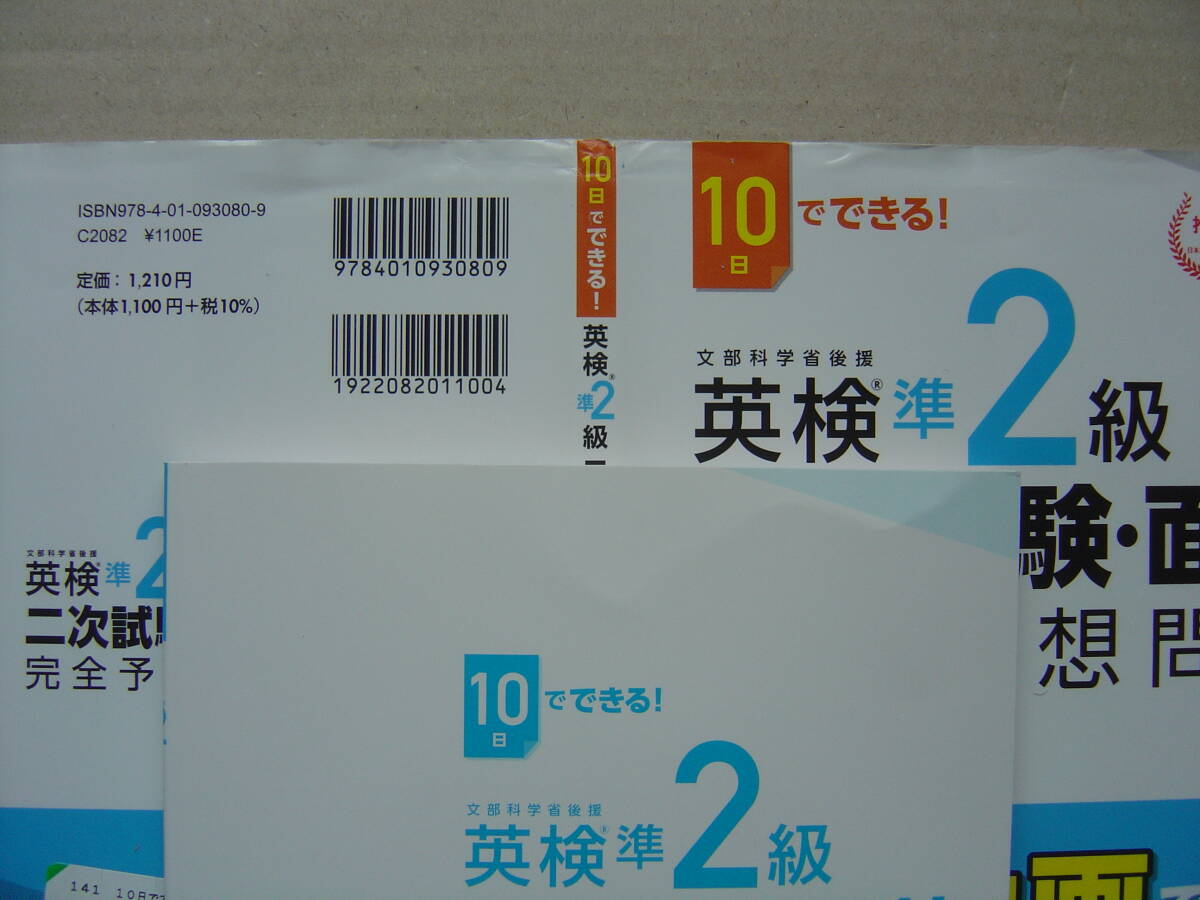 ISBN978-4-01-093080-9
C2082 ¥1100E
定価：1,210円
（本体1,100円＋税10%）
9784010930809
1922082011004
10日でできる！
英検®
準2
級
10日
でできる！
文部科学省後援
英検®準2級
験・面
想問
文部科学省後援
英検®準2
二次試験
完全予
10日
でできる！
文部科学省後援
英検®準2級
141 10日で